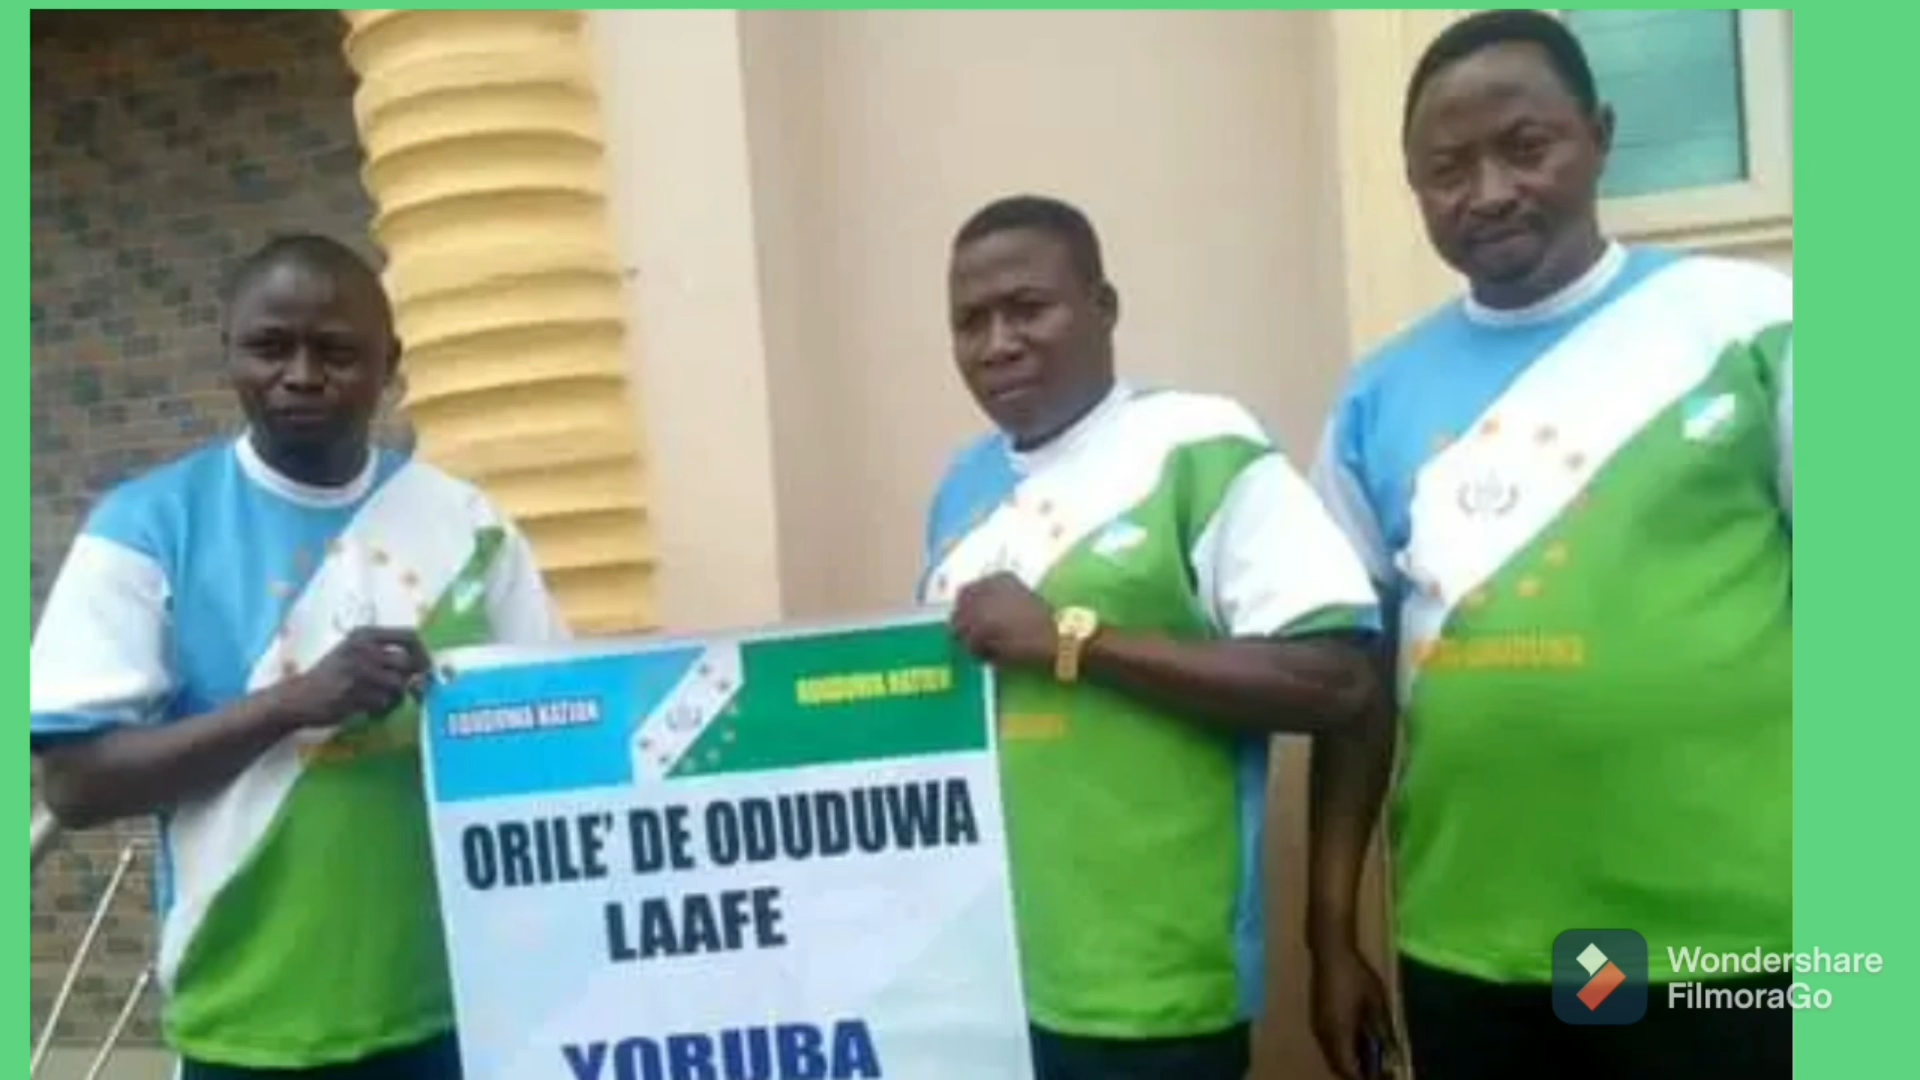 ODUDUWA NATION
ODUDUWA NATION
ORILE' DE ODUDUWA
LAAFE
YORUBA
Wondershare
FilmoraGo